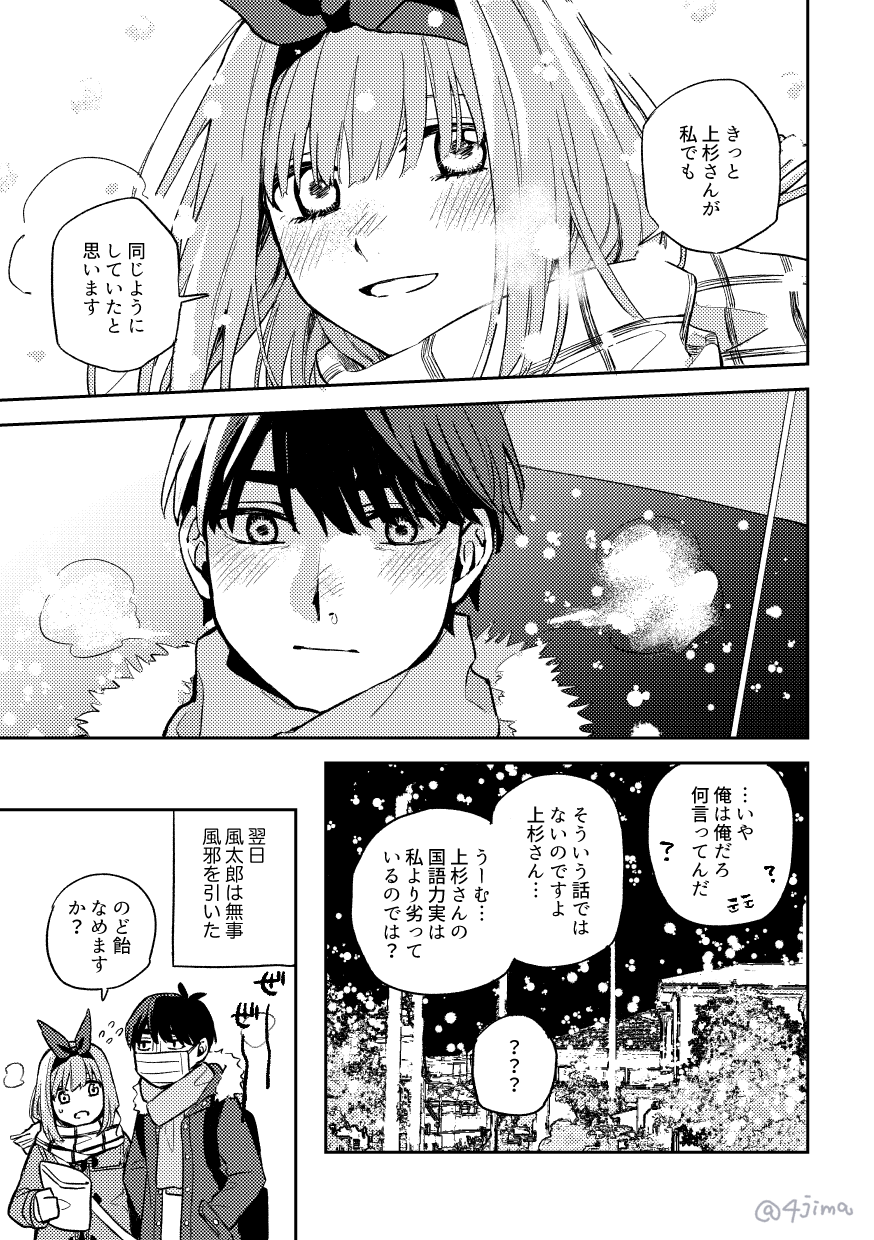 きっと
上杉さんが
私でも
同じように
していたと
思います
…いや
俺は俺だろ
何言ってんだ
?
?
そういう話では
ないのですよ
上杉さん…
うーむ…
上杉さんの
国語力実は
私より劣って
いるのでは?
???
翌日
風太郎は無事
風邪を引いた
ぜぇ
ぜぇ
のど飴
なめます
か?
@4jima